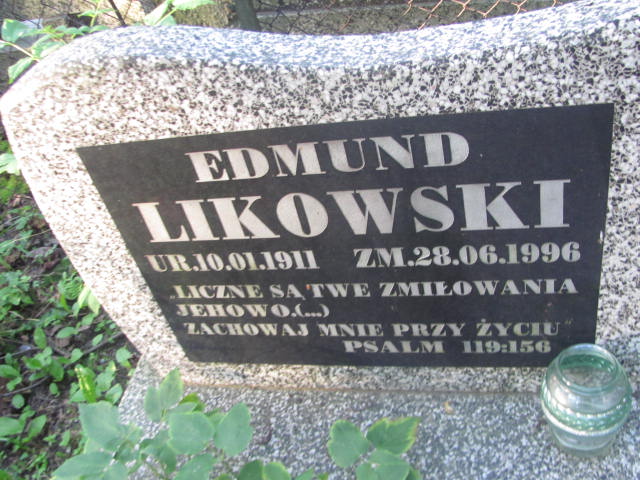 EDMUND
LIKOWSKI
UR.10.01.1911 ZM.28.06.1996
„LICZNE SĄ TWE ZMIŁOWANIA
JEHOWO.(...)
ZACHOWAJ MNIE PRZY ŻYCIU"
PSALM 119:156